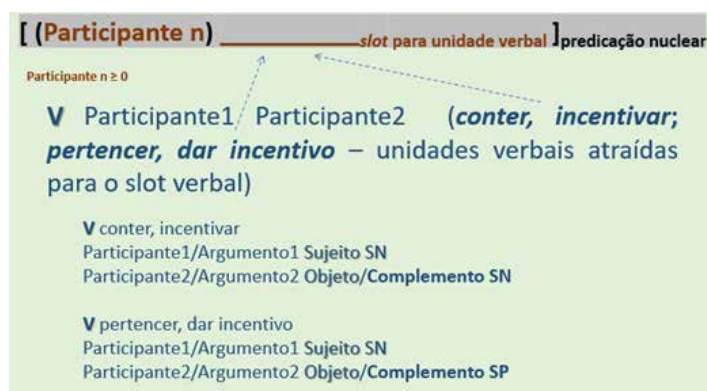 [ (Participante n) ____________slot para unidade verbal ]predicação nuclear
Participante n ≥ 0
V Participante1 Participante2 (conter, incentivar;
pertencer, dar incentivo – unidades verbais atraídas
para o slot verbal)
V conter, incentivar
Participante1/Argumento1 Sujeito SN
Participante2/Argumento2 Objeto/Complemento SN
V pertencer, dar incentivo
Participante1/Argumento1 Sujeito SN
Participante2/Argumento2 Objeto/Complemento SP